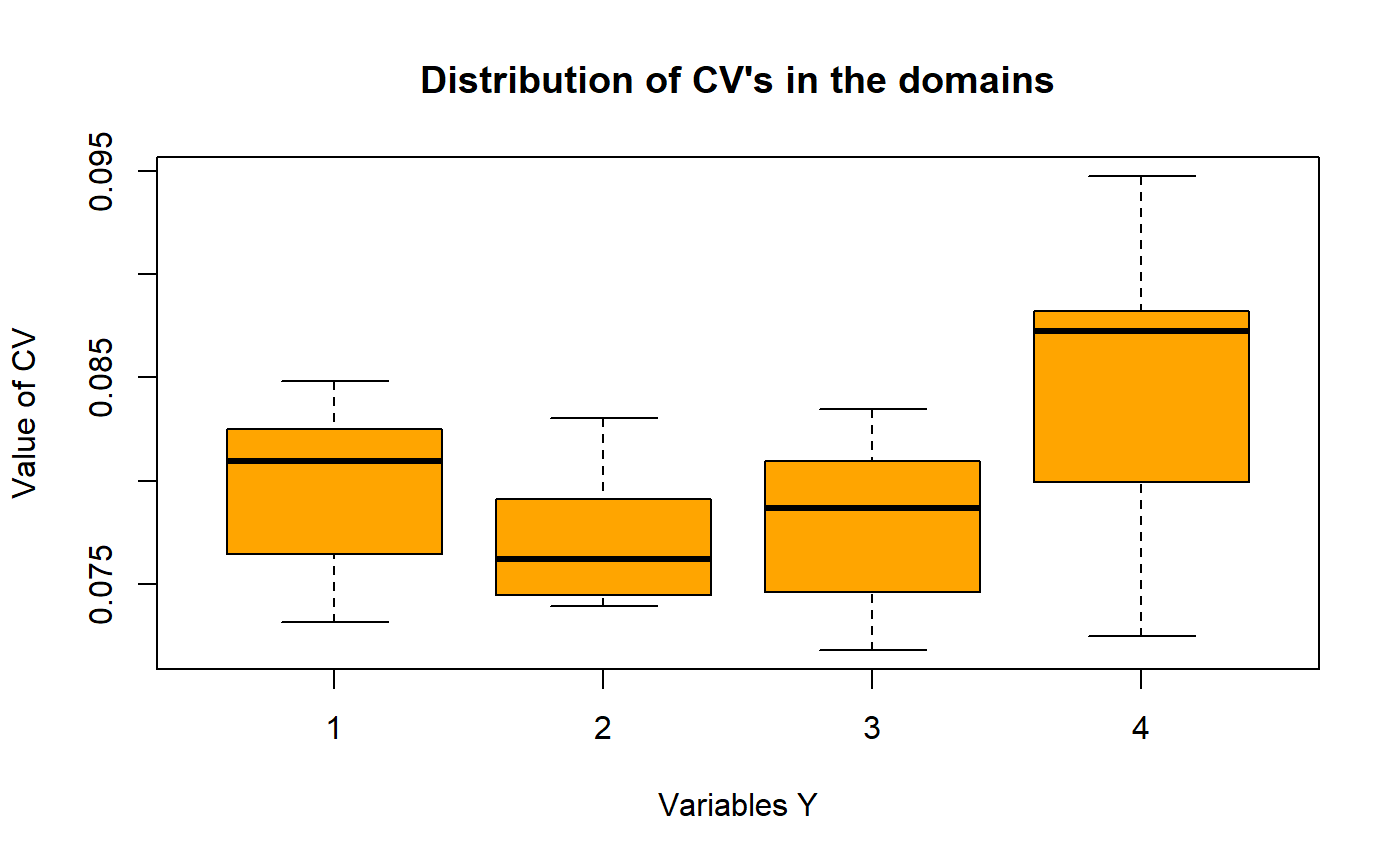 Distribution of CV's in the domains
Value of CV
0.095
0.085
0.075
1 2 3 4
Variables Y